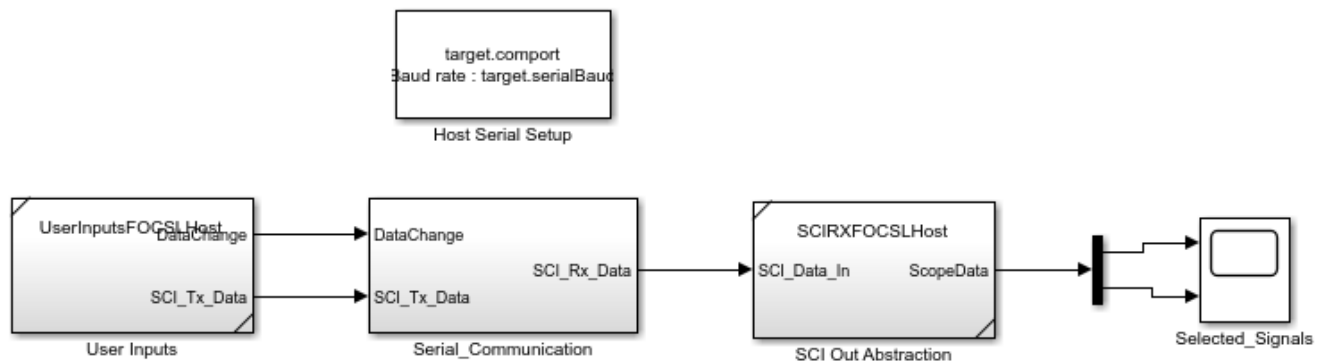 target.comport
Baud rate : target.serialBaud
Host Serial Setup
UserInputsFOCSLHost
DataChange
SCI_Tx_Data
User Inputs
DataChange
SCI_Rx_Data
SCI_Tx_Data
Serial_Communication
SCIRXFOCSLHost
SCI_Data_In
ScopeData
SCI Out Abstraction
Selected_Signals